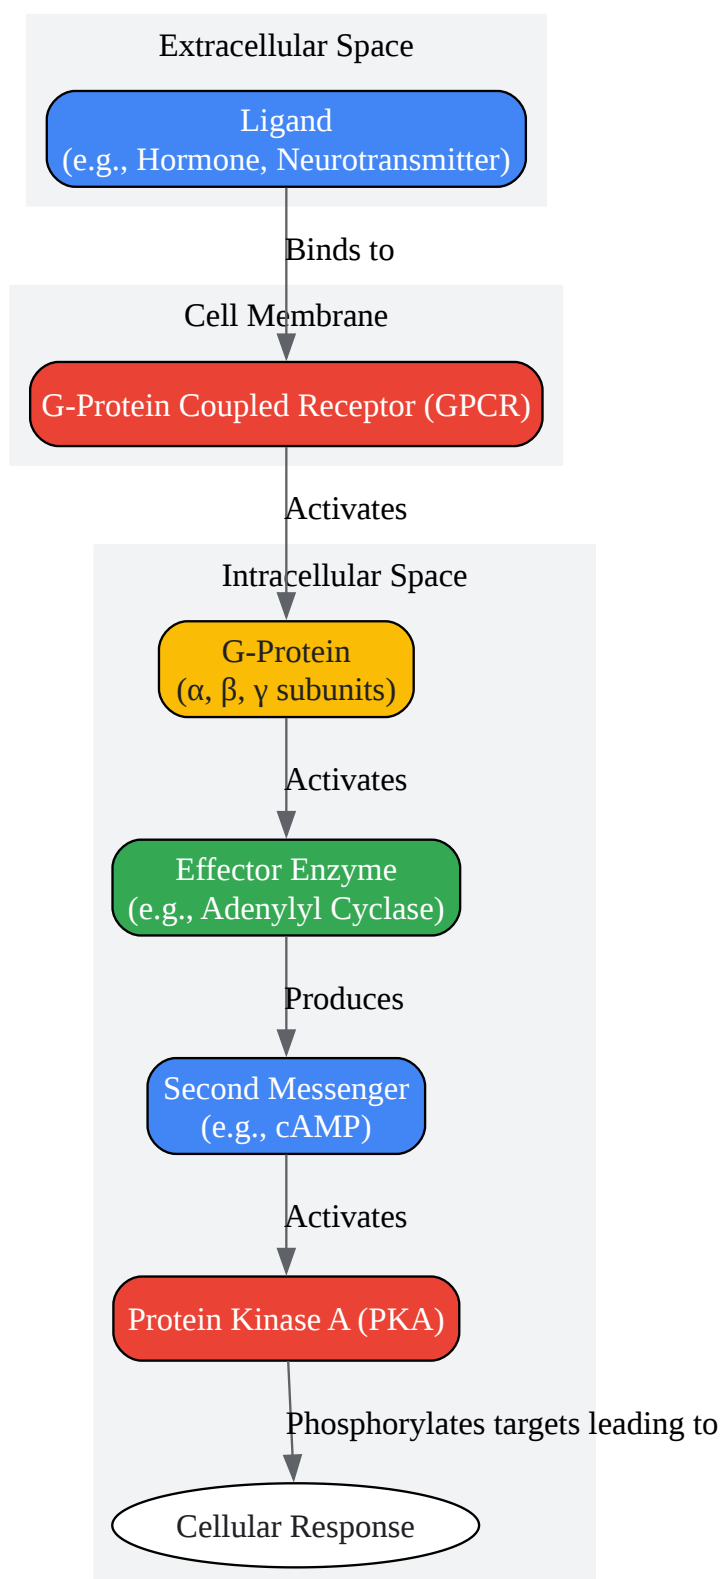 Extracellular Space
Ligand
(e.g., Hormone, Neurotransmitter)
Binds to
Cell Membrane
G-Protein Coupled Receptor (GPCR)
Activates
Intracellular Space
G-Protein
(α, β, γ subunits)
Activates
Effector Enzyme
(e.g., Adenylyl Cyclase)
Produces
Second Messenger
(e.g., cAMP)
Activates
Protein Kinase A (PKA)
Phosphorylates targets leading to
Cellular Response